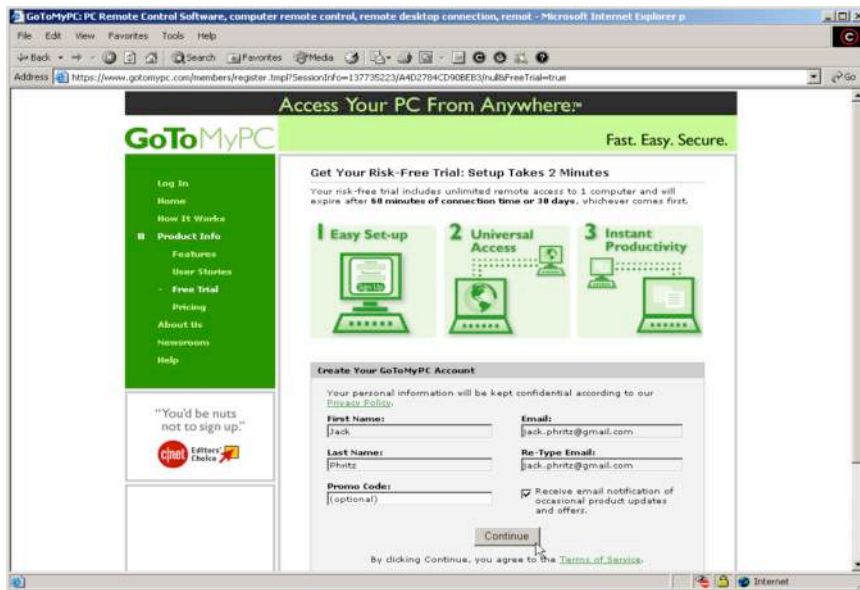 GoToMyPC: PC Remote Control Software, computer remote control, remote desktop connection, remot - Microsoft Internet Explorer p
File Edit View Favorites Tools Help
Back Search Favorites Media
Address https://www.gotomypc.com/members/register.tmpl?SessionInfo=137735223/A4D2784CD90BEB3/null&FreeTrial=true Go
Access Your PC From Anywhere.™
GoToMyPC
Fast. Easy. Secure.
Log In
Home
How It Works
Product Info
Features
User Stories
- Free Trial
Pricing
About Us
Newsroom
Help
"You'd be nuts
not to sign up."
c|net Editors'
Choice
Get Your Risk-Free Trial: Setup Takes 2 Minutes
Your risk-free trial includes unlimited remote access to 1 computer and will
expire after 60 minutes of connection time or 30 days, whichever comes first.
1 Easy Set-up
Sign Up
2 Universal
Access
3 Instant
Productivity
Create Your GoToMyPC Account
Your personal information will be kept confidential according to our
Privacy Policy.
First Name:
Jack
Email:
jack.phritz@gmail.com
Last Name:
Phritz
Re-Type Email:
jack.phritz@gmail.com
Promo Code:
(optional)
Receive email notification of
occasional product updates
and offers.
Continue
By clicking Continue, you agree to the Terms of Service.
Internet